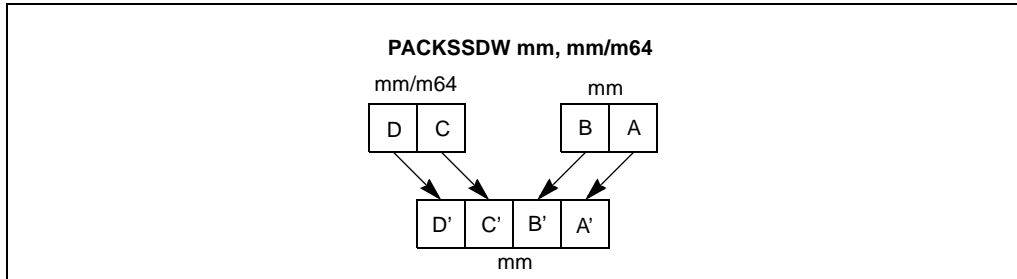 PACKSSDW mm, mm/m64
mm/m64 mm
D C B A
D’ C’ B’ A’
mm